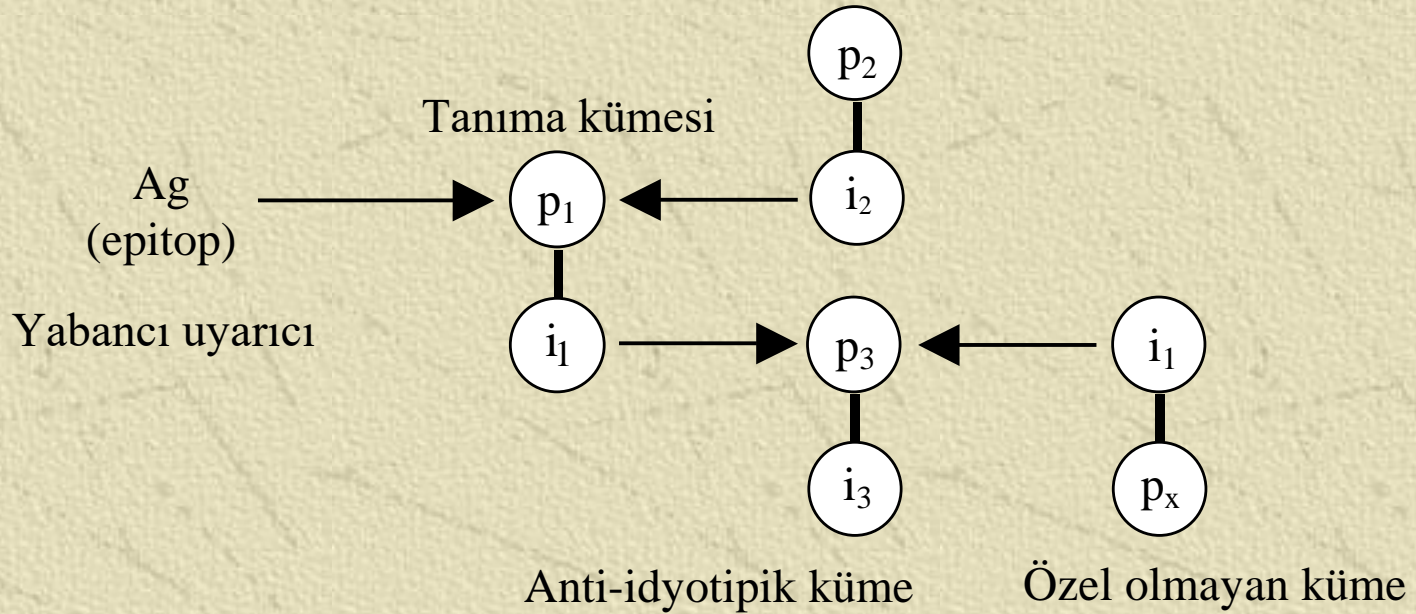 p₂
Tanıma kümesi
Ag
(epitop)
p₁
i₂
Yabancı uyarıcı
i₁
p₃
i₁
i₃
pₓ
Anti-idyotipik küme
Özel olmayan küme